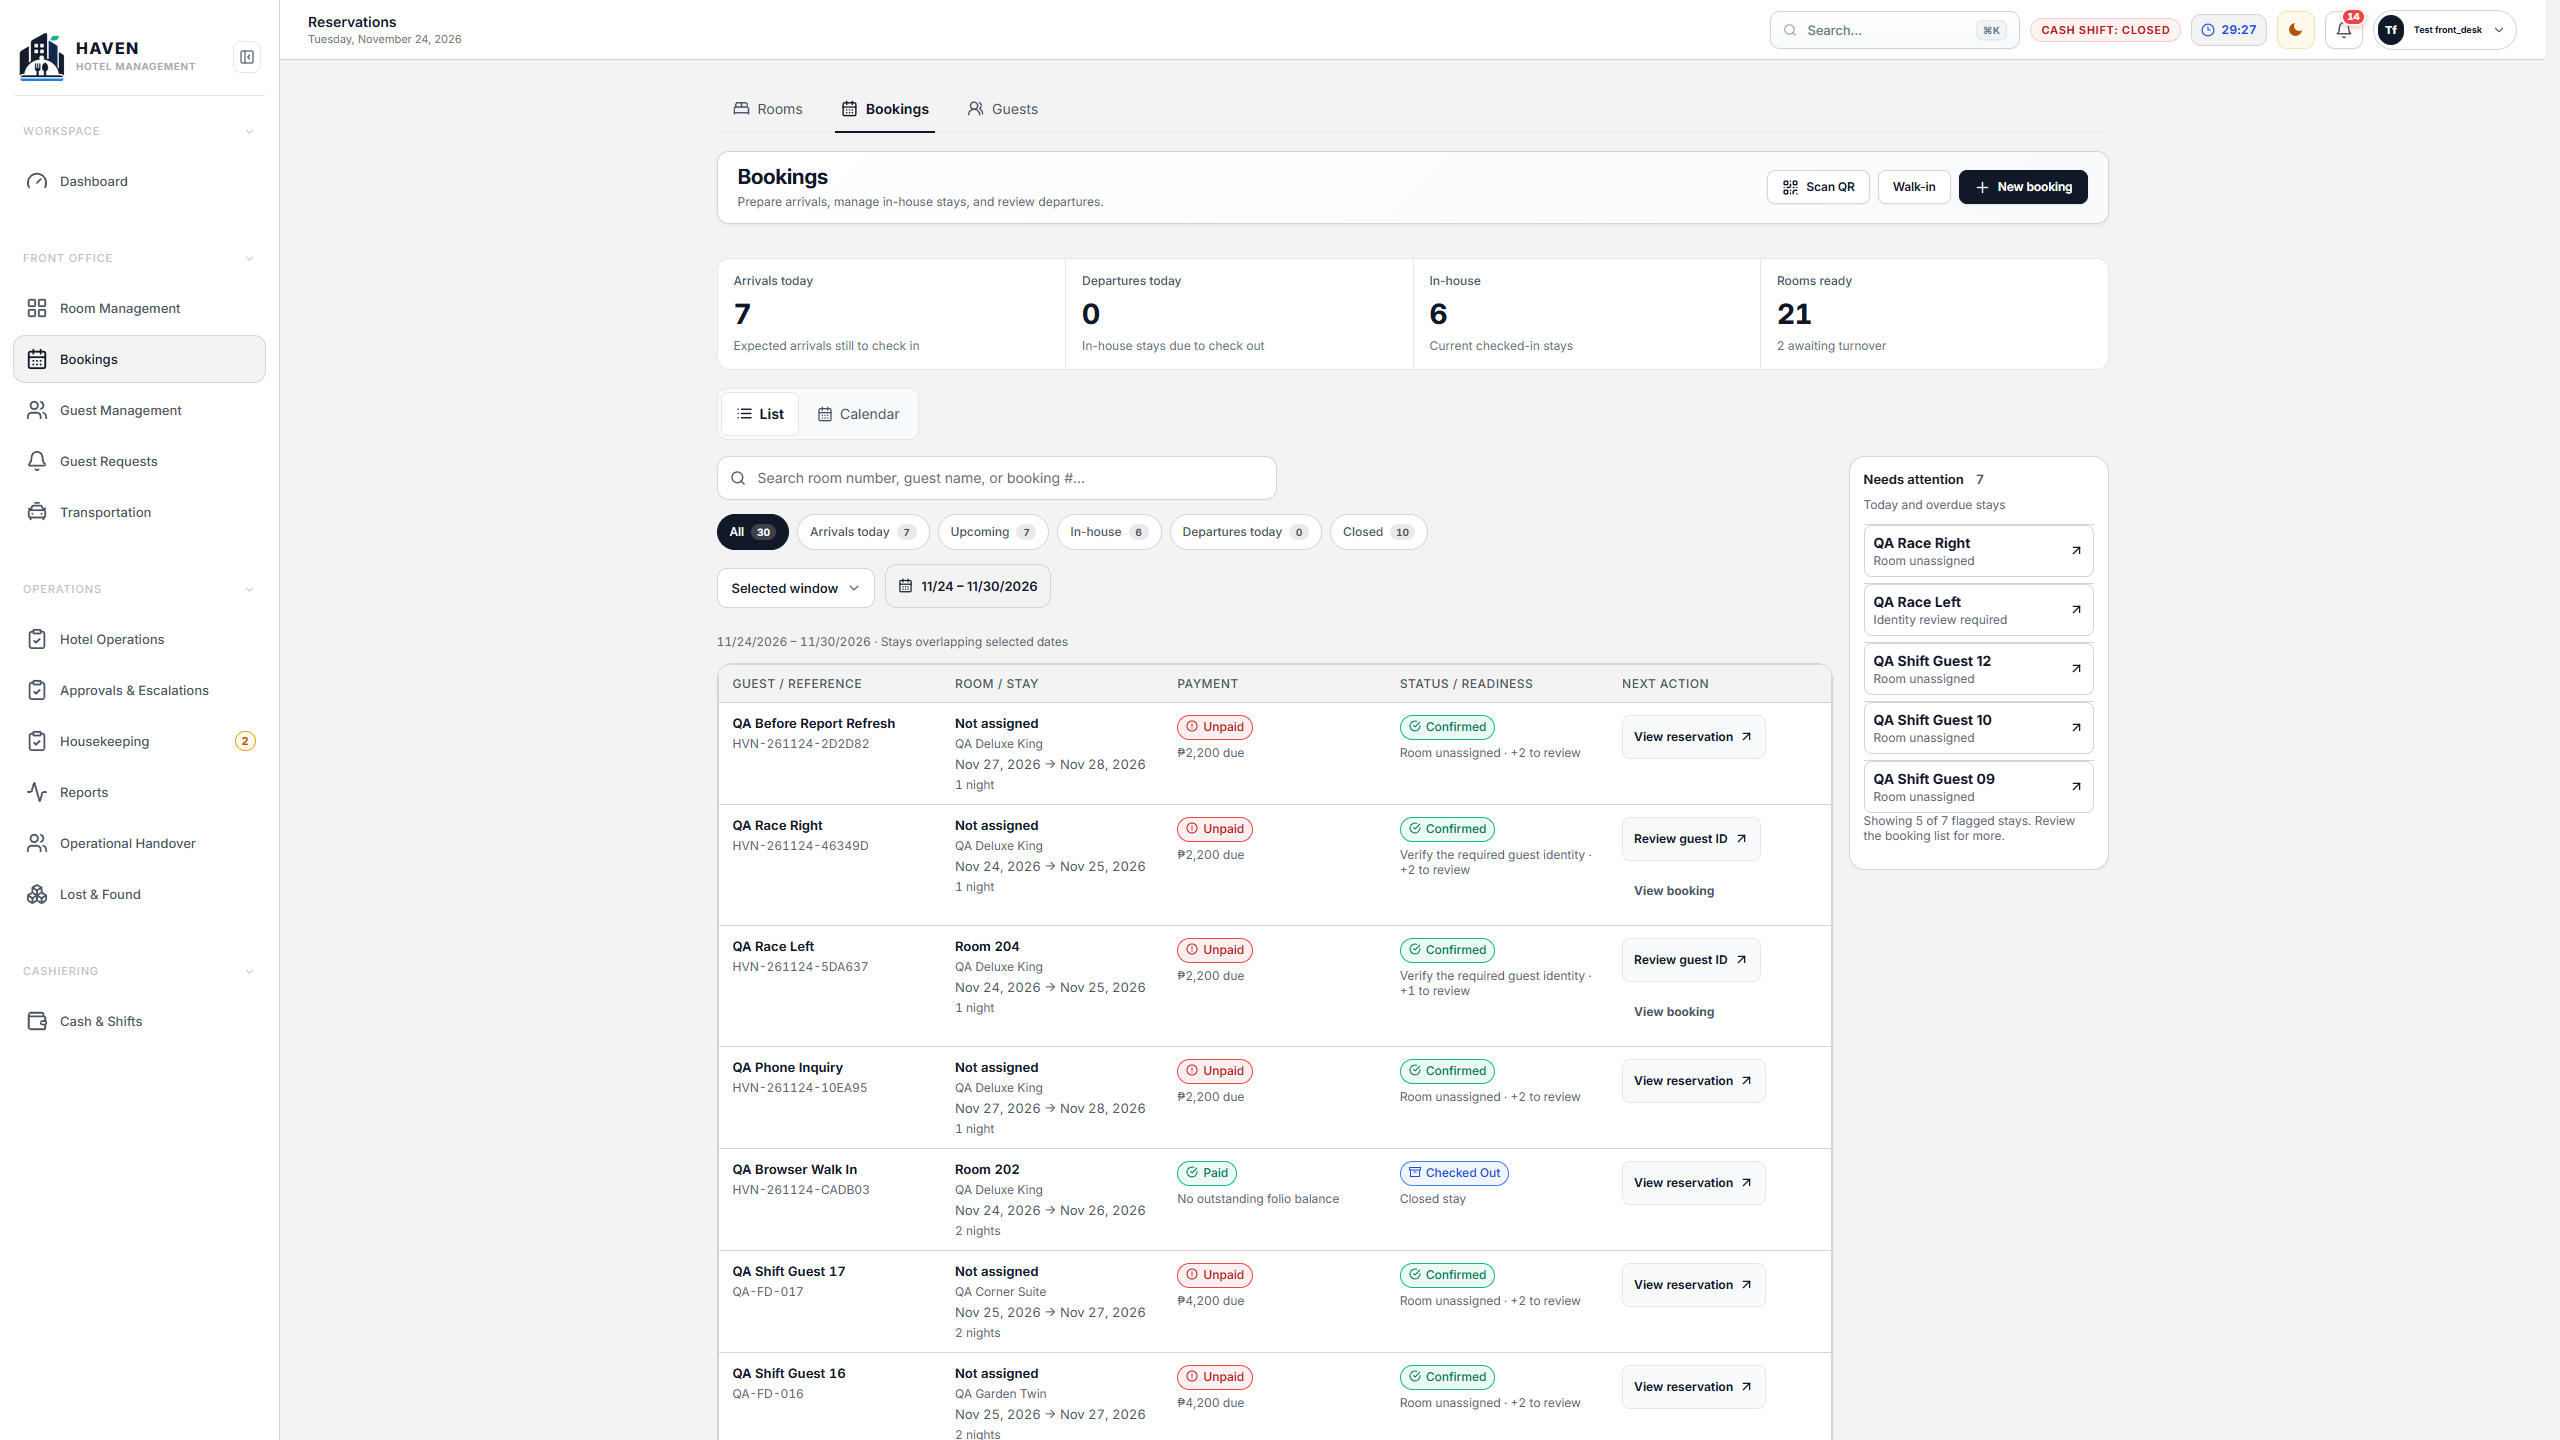 HAVEN
HOTEL MANAGEMENT
WORKSPACE
Dashboard
FRONT OFFICE
Room Management
Bookings
Guest Management
Guest Requests
Transportation
OPERATIONS
Hotel Operations
Approvals & Escalations
Housekeeping 2
Reports
Operational Handover
Lost & Found
CASHIERING
Cash & Shifts
Reservations
Tuesday, November 24, 2026
Search... ⌘K
CASH SHIFT: CLOSED
29:27
14
Tf Test front_desk
Rooms Bookings Guests
Bookings
Prepare arrivals, manage in-house stays, and review departures.
Scan QR Walk-in New booking
Arrivals today
7
Expected arrivals still to check in
Departures today
0
In-house stays due to check out
In-house
6
Current checked-in stays
Rooms ready
21
2 awaiting turnover
List Calendar
Search room number, guest name, or booking #...
All 30 Arrivals today 7 Upcoming 7 In-house 6 Departures today 0 Closed 10
Selected window 11/24 – 11/30/2026
11/24/2026 – 11/30/2026 · Stays overlapping selected dates
GUEST / REFERENCE ROOM / STAY PAYMENT STATUS / READINESS NEXT ACTION
QA Before Report Refresh
HVN-261124-2D2D82
Not assigned
QA Deluxe King
Nov 27, 2026 → Nov 28, 2026
1 night
Unpaid
₱2,200 due
Confirmed
Room unassigned · +2 to review
View reservation
QA Race Right
HVN-261124-46349D
Not assigned
QA Deluxe King
Nov 24, 2026 → Nov 25, 2026
1 night
Unpaid
₱2,200 due
Confirmed
Verify the required guest identity ·
+2 to review
Review guest ID
View booking
QA Race Left
HVN-261124-5DA637
Room 204
QA Deluxe King
Nov 24, 2026 → Nov 25, 2026
1 night
Unpaid
₱2,200 due
Confirmed
Verify the required guest identity ·
+1 to review
Review guest ID
View booking
QA Phone Inquiry
HVN-261124-10EA95
Not assigned
QA Deluxe King
Nov 27, 2026 → Nov 28, 2026
1 night
Unpaid
₱2,200 due
Confirmed
Room unassigned · +2 to review
View reservation
QA Browser Walk In
HVN-261124-CADB03
Room 202
QA Deluxe King
Nov 24, 2026 → Nov 26, 2026
2 nights
Paid
No outstanding folio balance
Checked Out
Closed stay
View reservation
QA Shift Guest 17
QA-FD-017
Not assigned
QA Corner Suite
Nov 25, 2026 → Nov 27, 2026
2 nights
Unpaid
₱4,200 due
Confirmed
Room unassigned · +2 to review
View reservation
QA Shift Guest 16
QA-FD-016
Not assigned
QA Garden Twin
Nov 25, 2026 → Nov 27, 2026
2 nights
Unpaid
₱4,200 due
Confirmed
Room unassigned · +2 to review
View reservation
Needs attention 7
Today and overdue stays
QA Race Right
Room unassigned
QA Race Left
Identity review required
QA Shift Guest 12
Room unassigned
QA Shift Guest 10
Room unassigned
QA Shift Guest 09
Room unassigned
Showing 5 of 7 flagged stays. Review
the booking list for more.